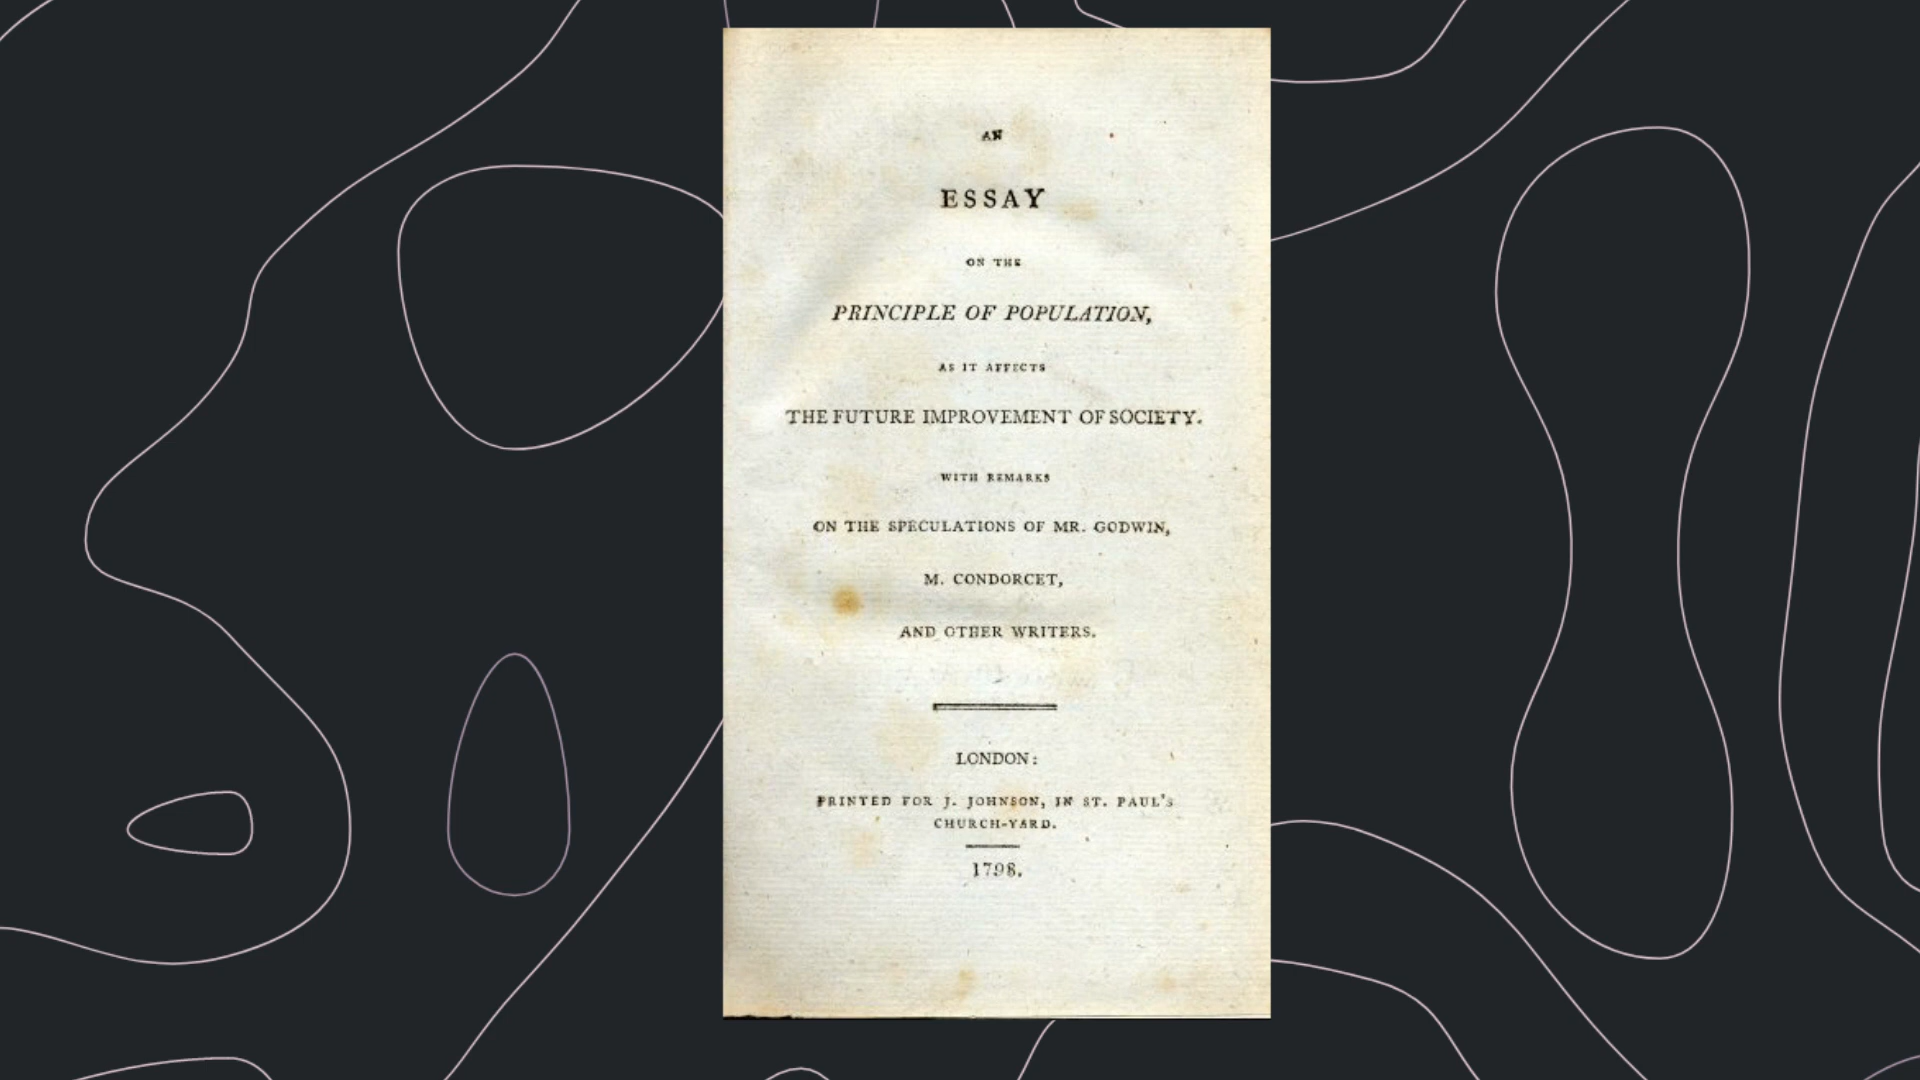 AN
ESSAY
ON THE
PRINCIPLE OF POPULATION,
AS IT AFFECTS
THE FUTURE IMPROVEMENT OF SOCIETY.
WITH REMARKS
ON THE SPECULATIONS OF MR. GODWIN,
M. CONDORCET,
AND OTHER WRITERS.
LONDON:
PRINTED FOR J. JOHNSON, IN ST. PAUL'S
CHURCH-YARD.
1798.